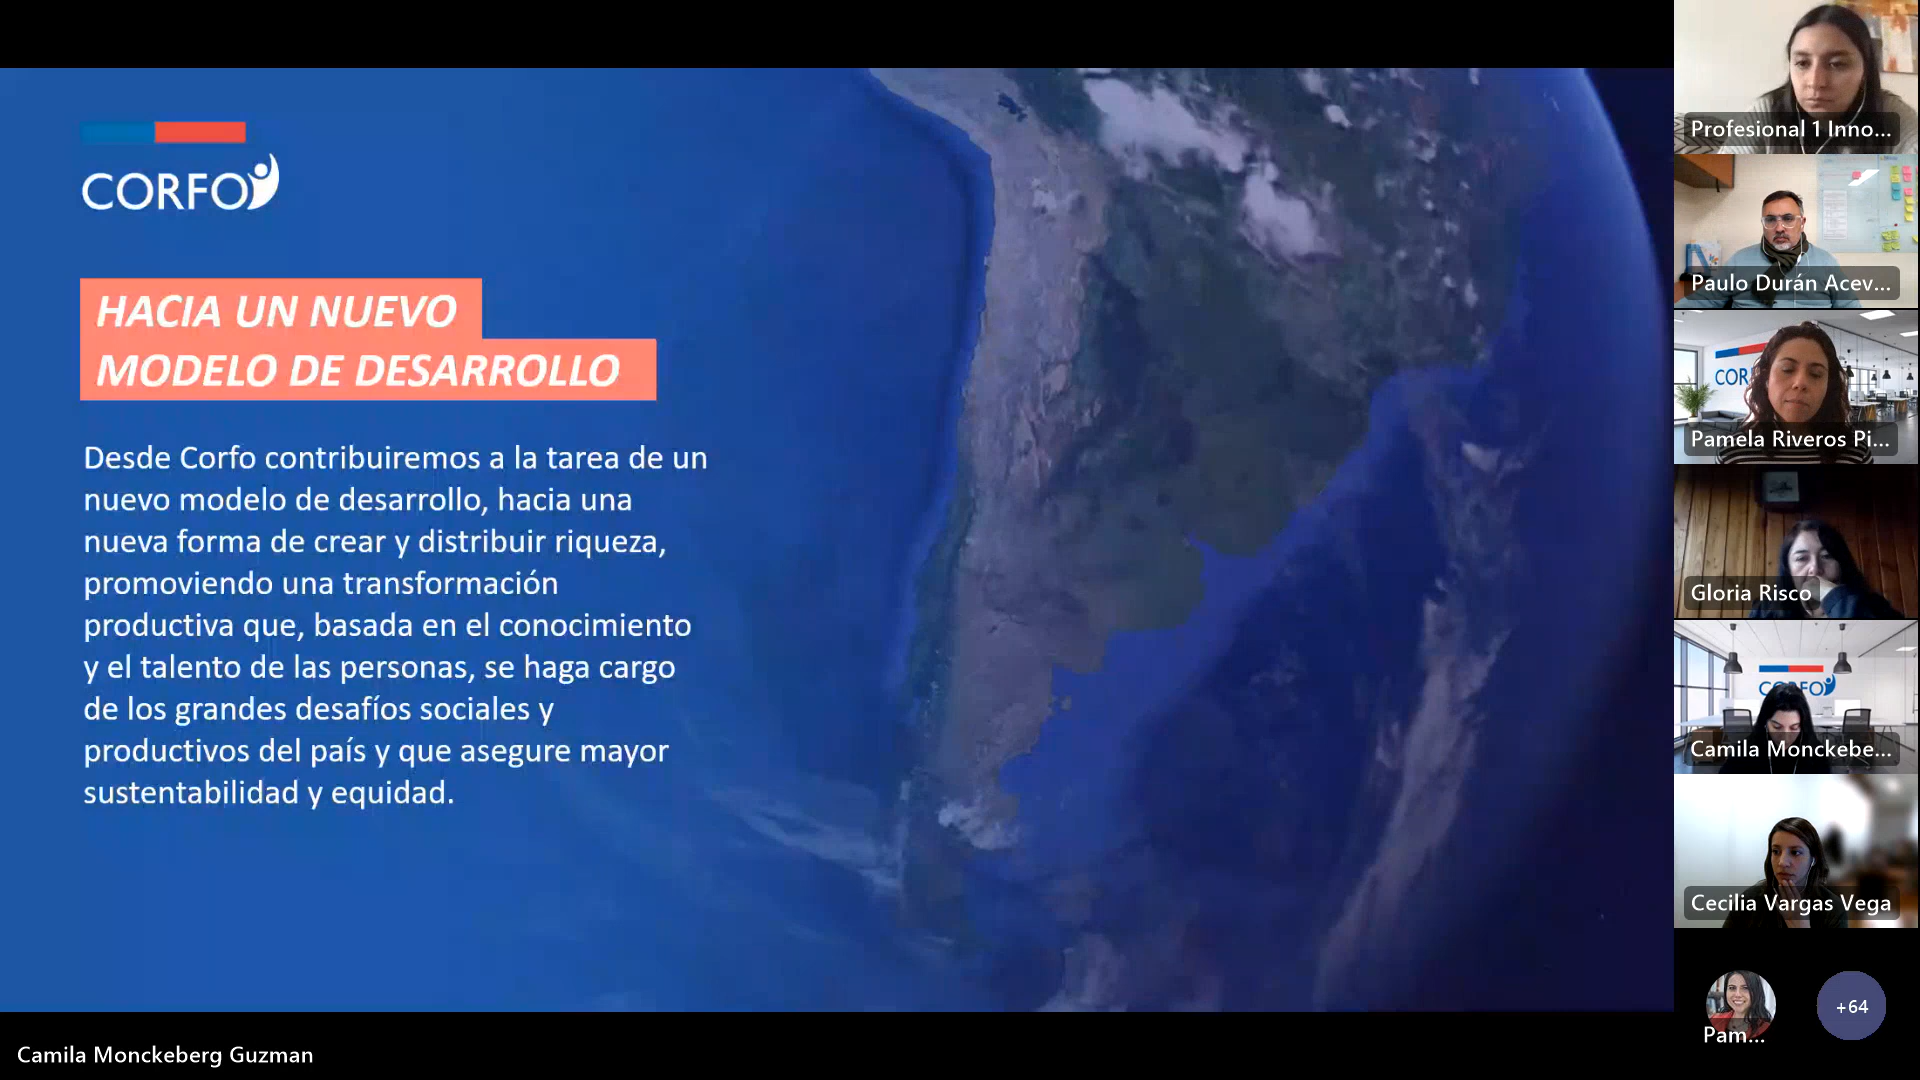 CORFO
HACIA UN NUEVO
MODELO DE DESARROLLO
Desde Corfo contribuiremos a la tarea de un
nuevo modelo de desarrollo, hacia una
nueva forma de crear y distribuir riqueza,
promoviendo una transformación
productiva que, basada en el conocimiento
y el talento de las personas, se haga cargo
de los grandes desafíos sociales y
productivos del país y que asegure mayor
sustentabilidad y equidad.
Camila Monckeberg Guzman
Profesional 1 Inno...
Paulo Durán Acev...
COR
Pamela Riveros Pi...
Gloria Risco
CORFO
Camila Monckebe...
Cecilia Vargas Vega
Pam...
+64